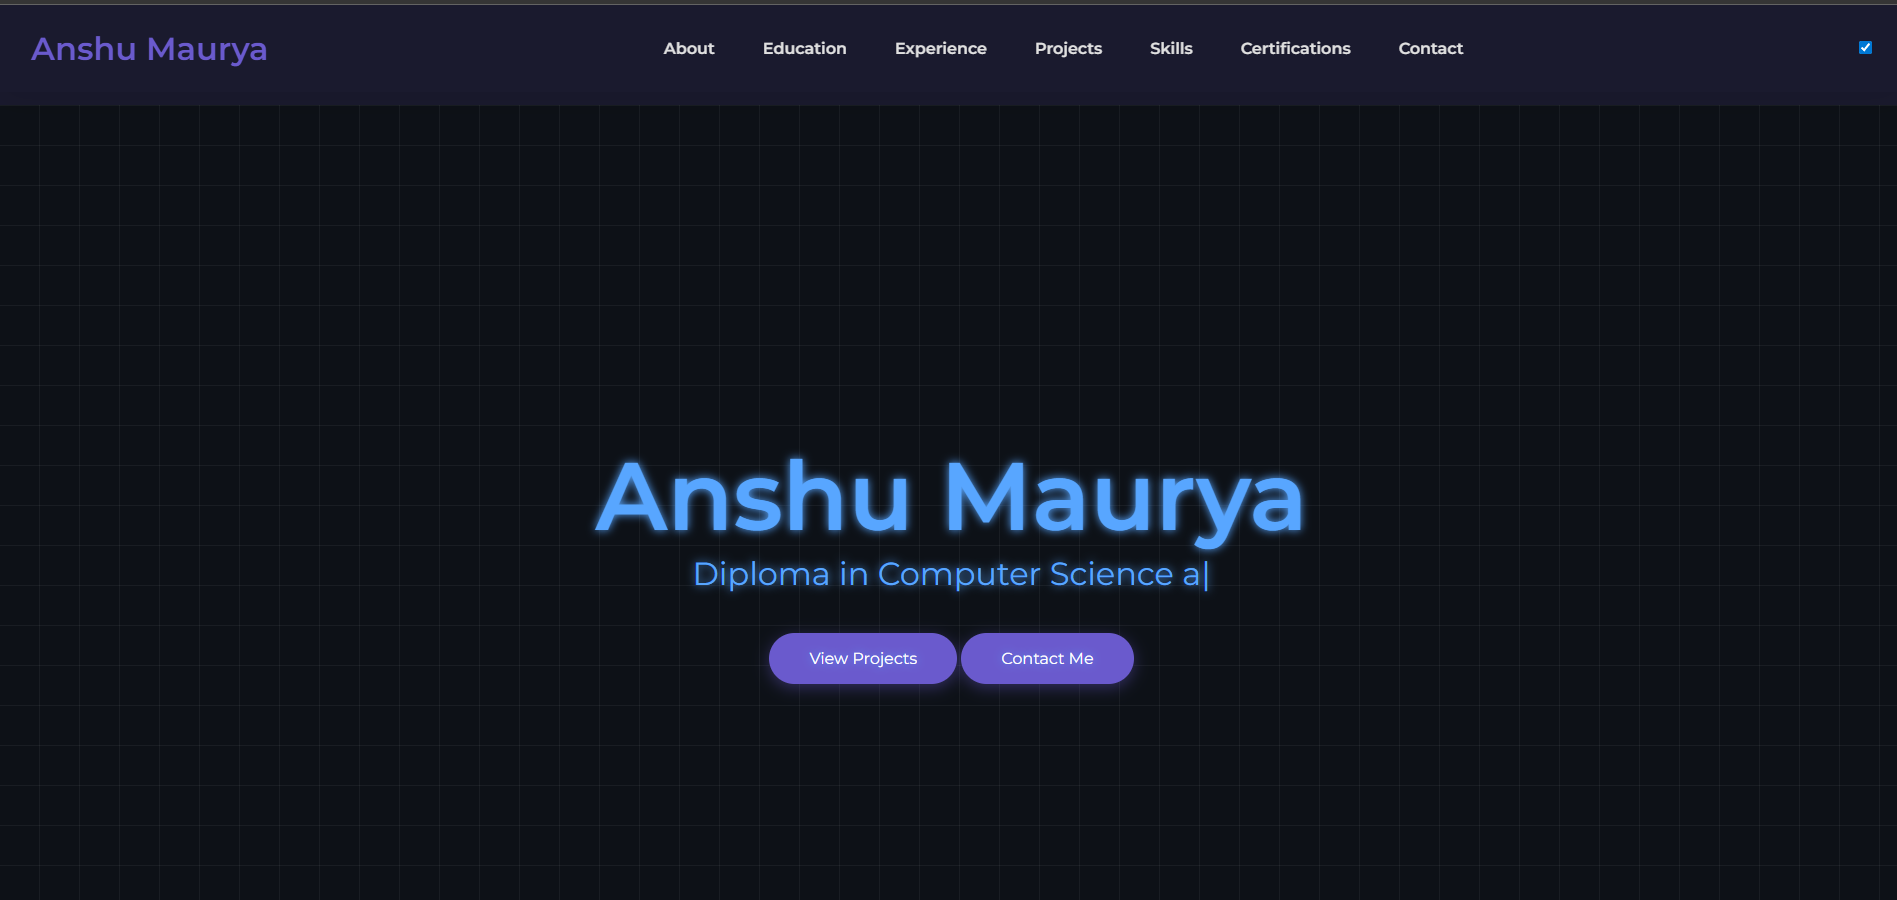 Anshu Maurya
About Education Experience Projects Skills Certifications Contact
Anshu Maurya
Diploma in Computer Science a|
View Projects Contact Me